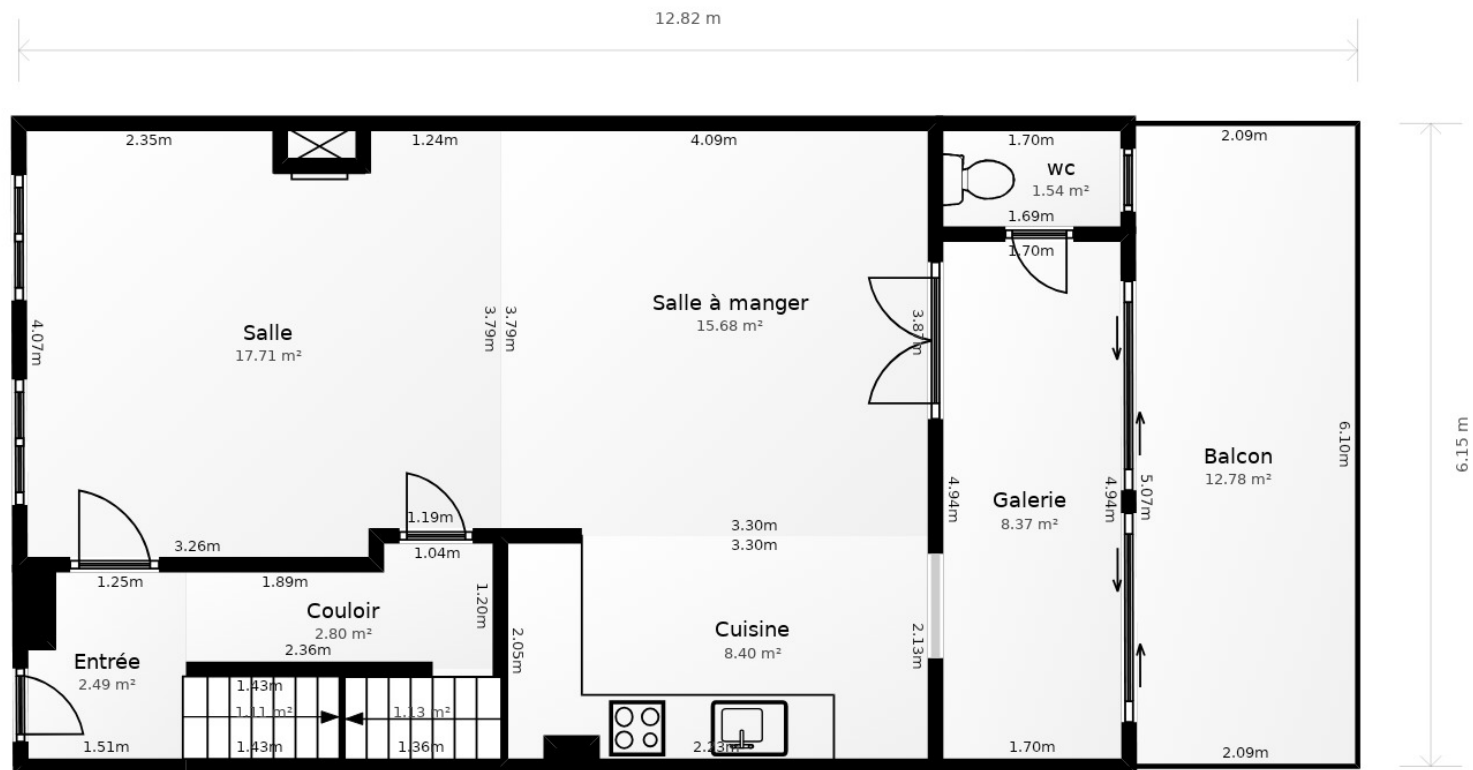 12.82 m
2.35m
1.24m
4.09m
1.70m
2.09m
wc
1.54 m²
1.69m
1.70m
Salle
17.71 m²
4.07m
3.79m
3.79m
Salle à manger
15.68 m²
6.10m
6.15 m
Balcon
12.78 m²
4.94m
Galerie
8.37 m²
4.94m
5.07m
1.19m
3.30m
3.30m
3.26m
1.04m
1.25m
1.89m
1.20m
Couloir
2.80 m²
2.36m
2.05m
Cuisine
8.40 m²
2.13m
Entrée
2.49 m²
1.43m
1.11 m²
1.13 m²
1.51m
1.43m
1.36m
2.23m
1.70m
2.09m